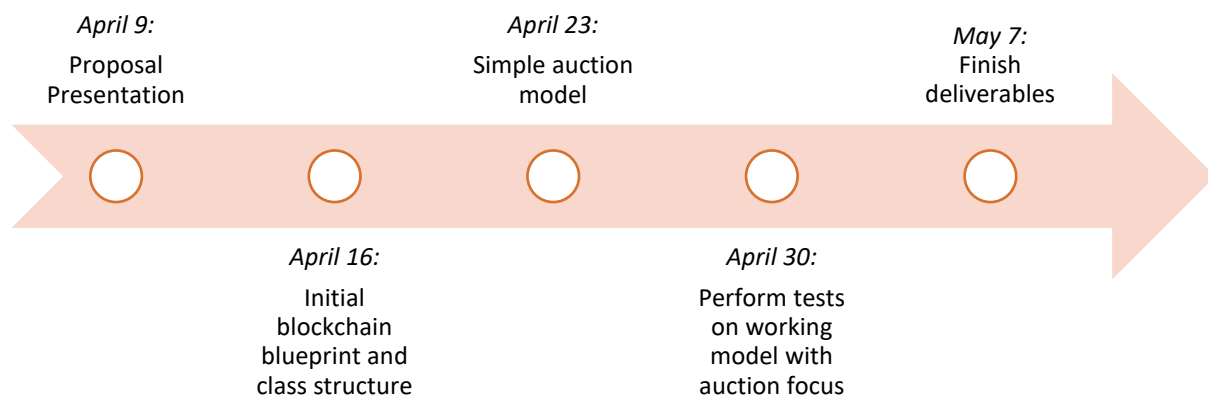 April 9:
Proposal
Presentation
April 16:
Initial
blockchain
blueprint and
class structure
April 23:
Simple auction
model
April 30:
Perform tests
on working
model with
auction focus
May 7:
Finish
deliverables